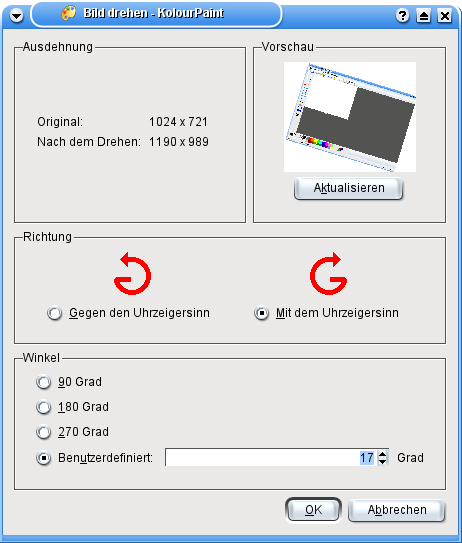 Bild drehen - KolourPaint
Ausdehnung
Original: 1024 x 721
Nach dem Drehen: 1190 x 989
Vorschau
Aktualisieren
Richtung
Gegen den Uhrzeigersinn
Mit dem Uhrzeigersinn
Winkel
90 Grad
180 Grad
270 Grad
Benutzerdefiniert: 17 Grad
OK
Abbrechen